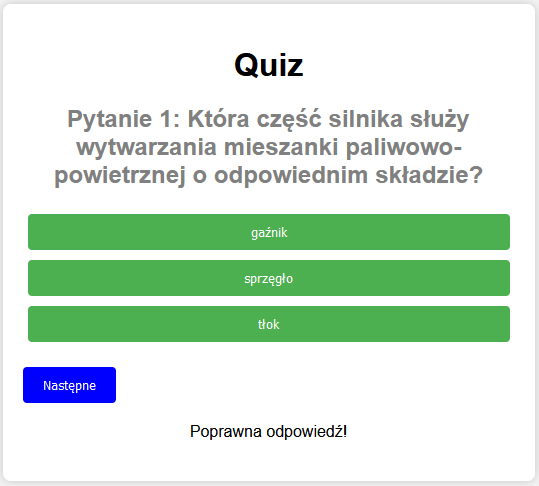 Quiz
Pytanie 1: Która część silnika służy
wytwarzania mieszanki paliwowo-
powietrznej o odpowiednim składzie?
gaźnik
sprzęgło
tłok
Następne
Poprawna odpowiedź!